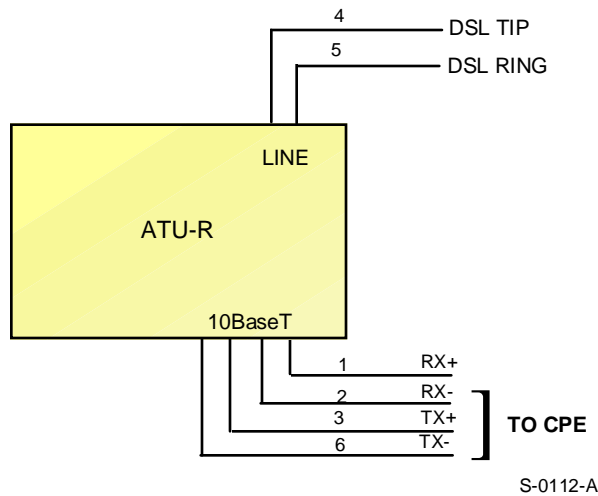 4 DSL TIP
5 DSL RING
LINE
ATU-R
10BaseT
1 RX+
2 RX-
3 TX+
6 TX-
TO CPE
S-0112-A